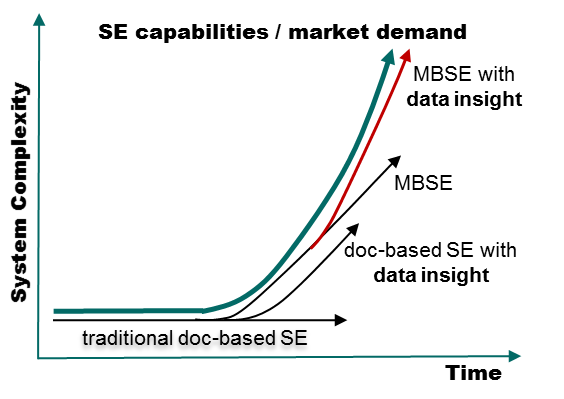 SE capabilities / market demand
MBSE with
data insight
System Complexity
MBSE
doc-based SE with
data insight
traditional doc-based SE
Time